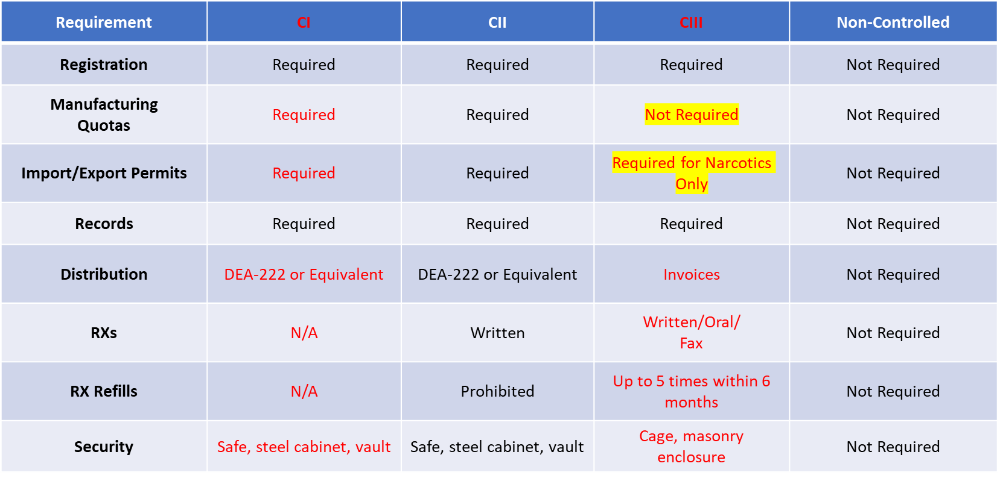 Requirement CI CII CIII Non-Controlled
Registration Required Required Required Not Required
Manufacturing
Quotas Required Required Not Required Not Required
Import/Export Permits Required Required Required for Narcotics
Only Not Required
Records Required Required Required Not Required
Distribution DEA-222 or Equivalent DEA-222 or Equivalent Invoices Not Required
RXs N/A Written Written/Oral/
Fax Not Required
RX Refills N/A Prohibited Up to 5 times within 6
months Not Required
Security Safe, steel cabinet, vault Safe, steel cabinet, vault Cage, masonry
enclosure Not Required